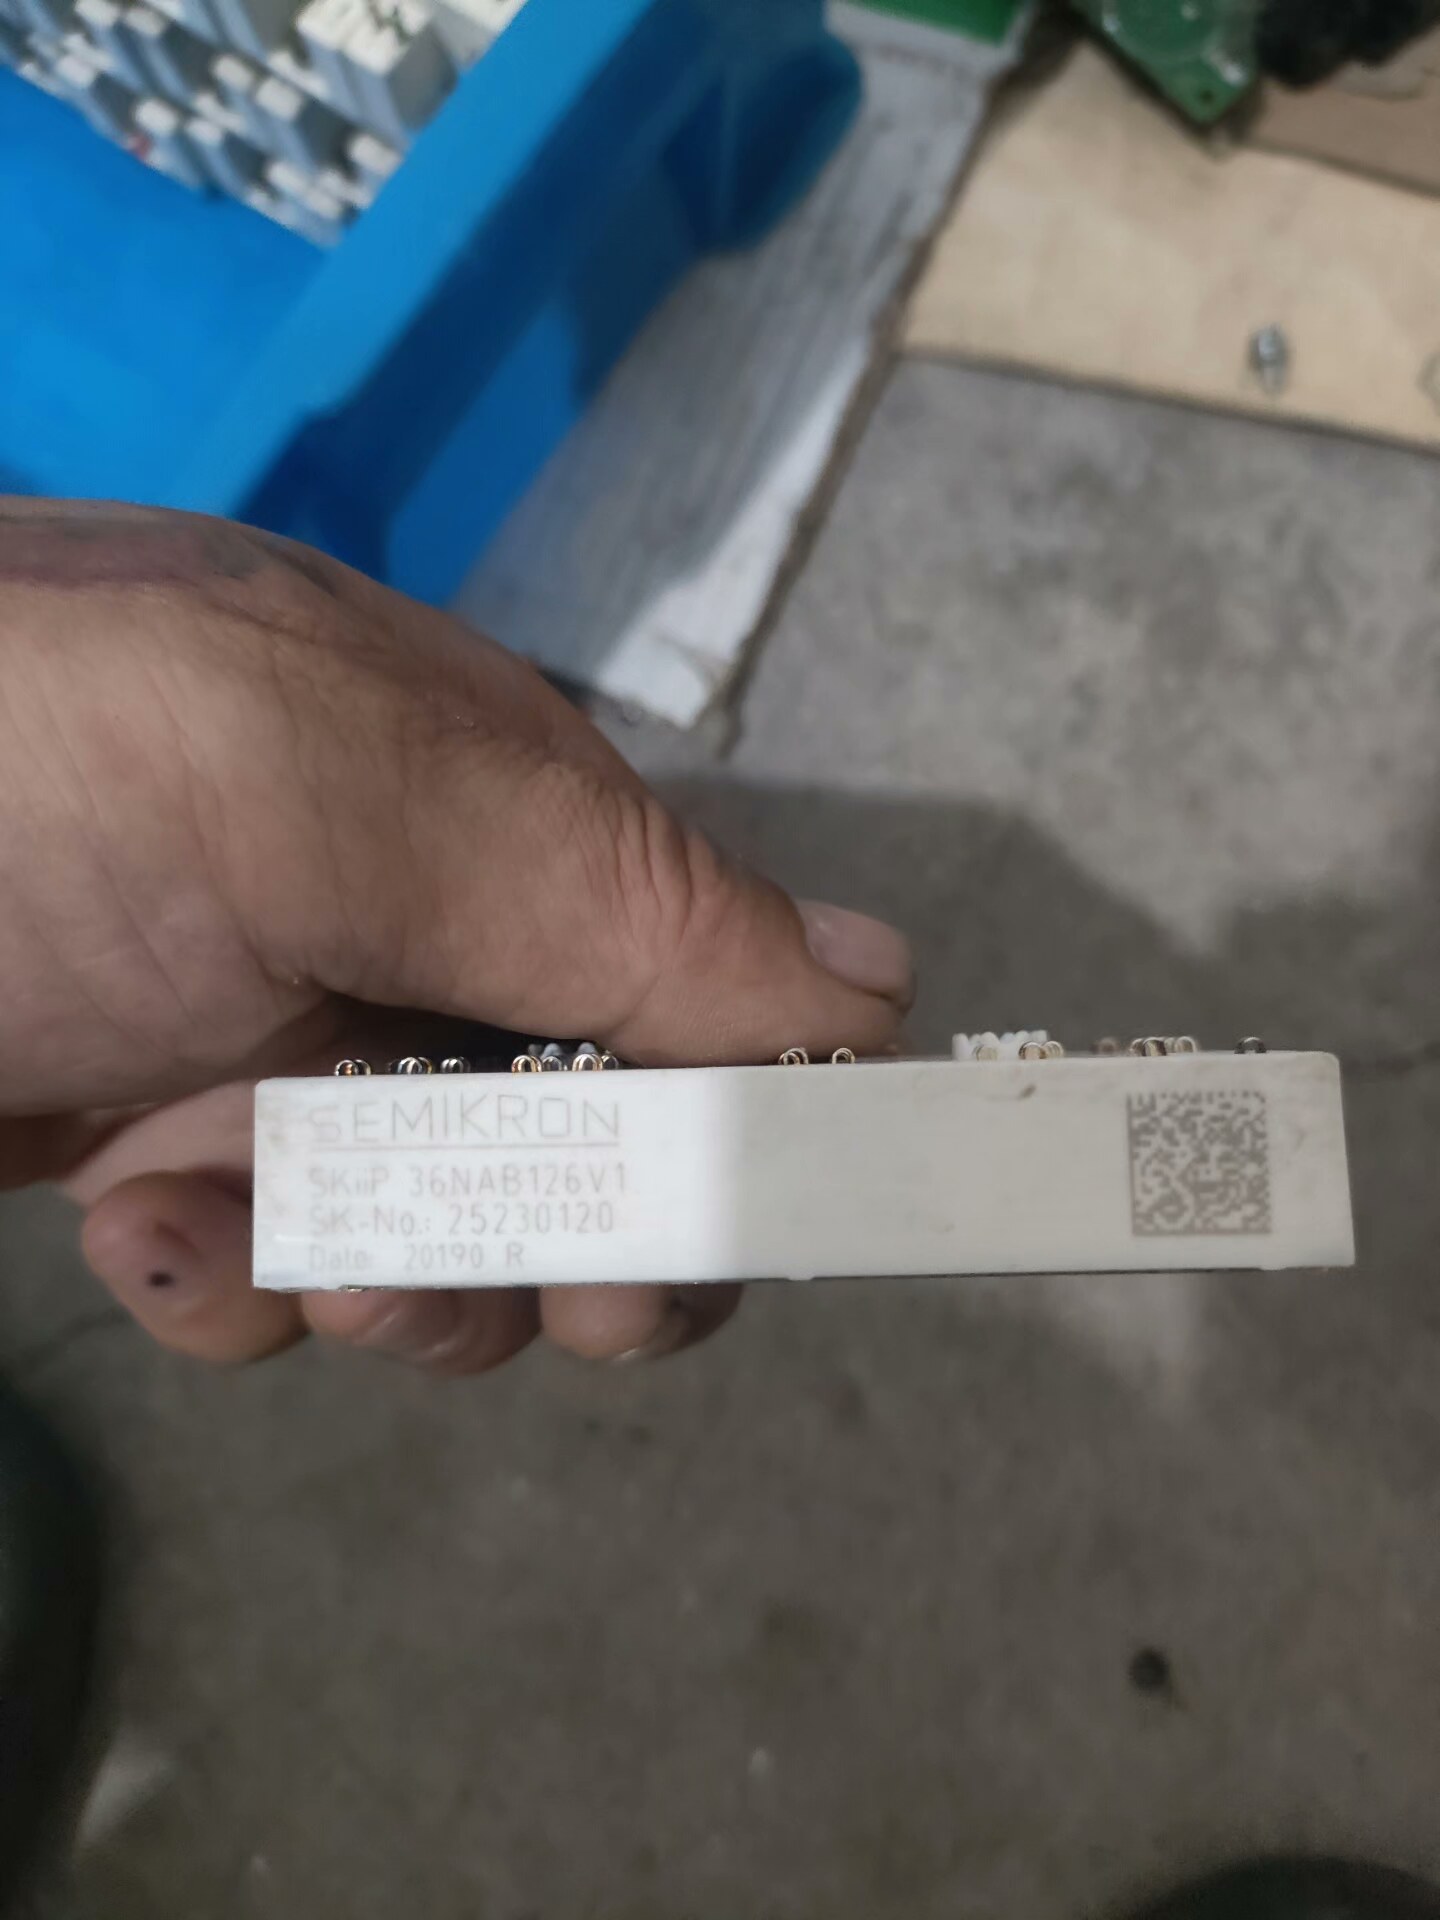 SEMIKRON
SKiiP 36NAB126V1
SK-No.: 25230120
Date: 20190 R